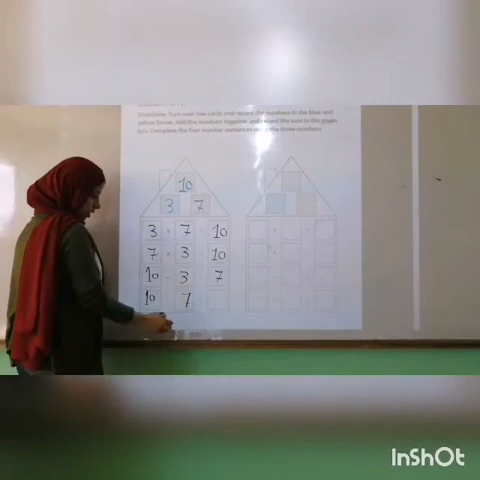 Directions: Turn over two cards and record the numbers in the blue and
yellow boxes. Add the numbers together and record the sum in the green
box. Complete the four number sentences using the three numbers.
10
3 7
3 + 7 = 10
7 + 3 = 10
10 - 3 = 7
10 7
InShOt